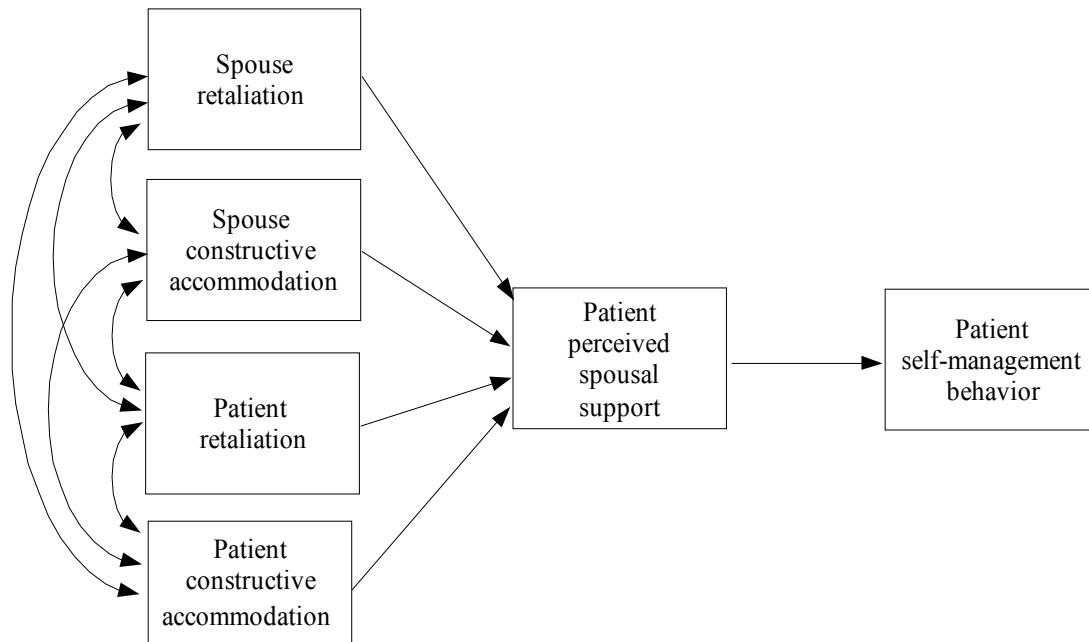 Spouse
retaliation
Spouse
constructive
accommodation
Patient
retaliation
Patient
constructive
accommodation
Patient
perceived
spousal
support
Patient
self-management
behavior